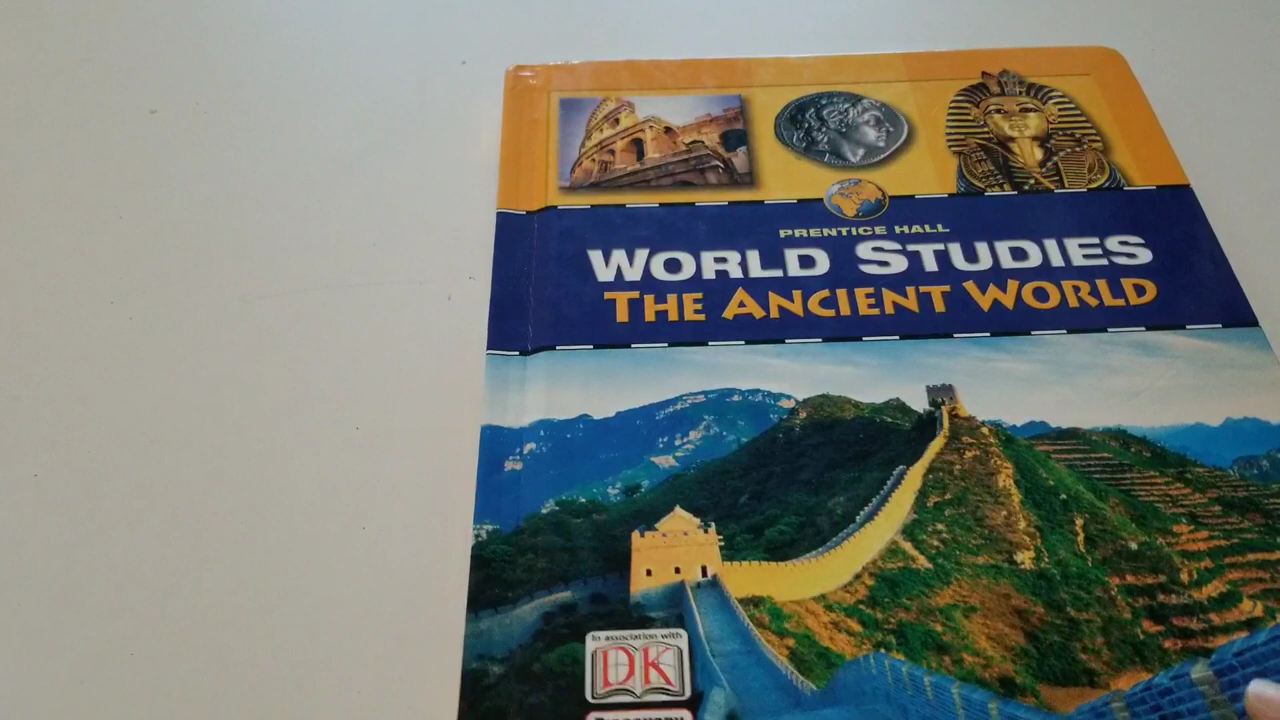 PRENTICE HALL
WORLD STUDIES
THE ANCIENT WORLD
In association with
DK